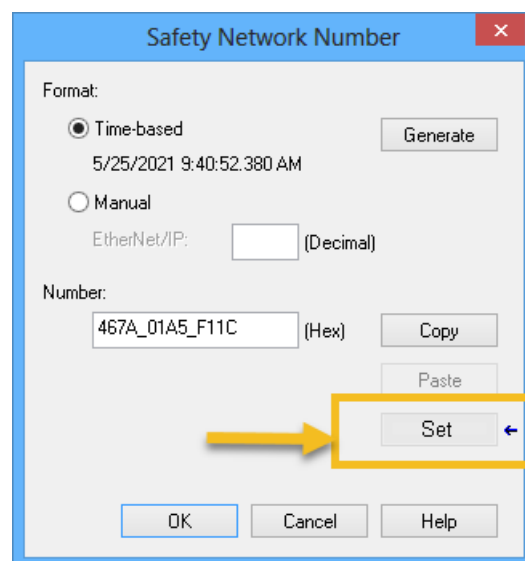 Safety Network Number
Format:
Time-based
Generate
5/25/2021 9:40:52.380 AM
Manual
EtherNet/IP:
(Decimal)
Number:
467A_01A5_F11C
(Hex)
Copy
Paste
Set
OK
Cancel
Help